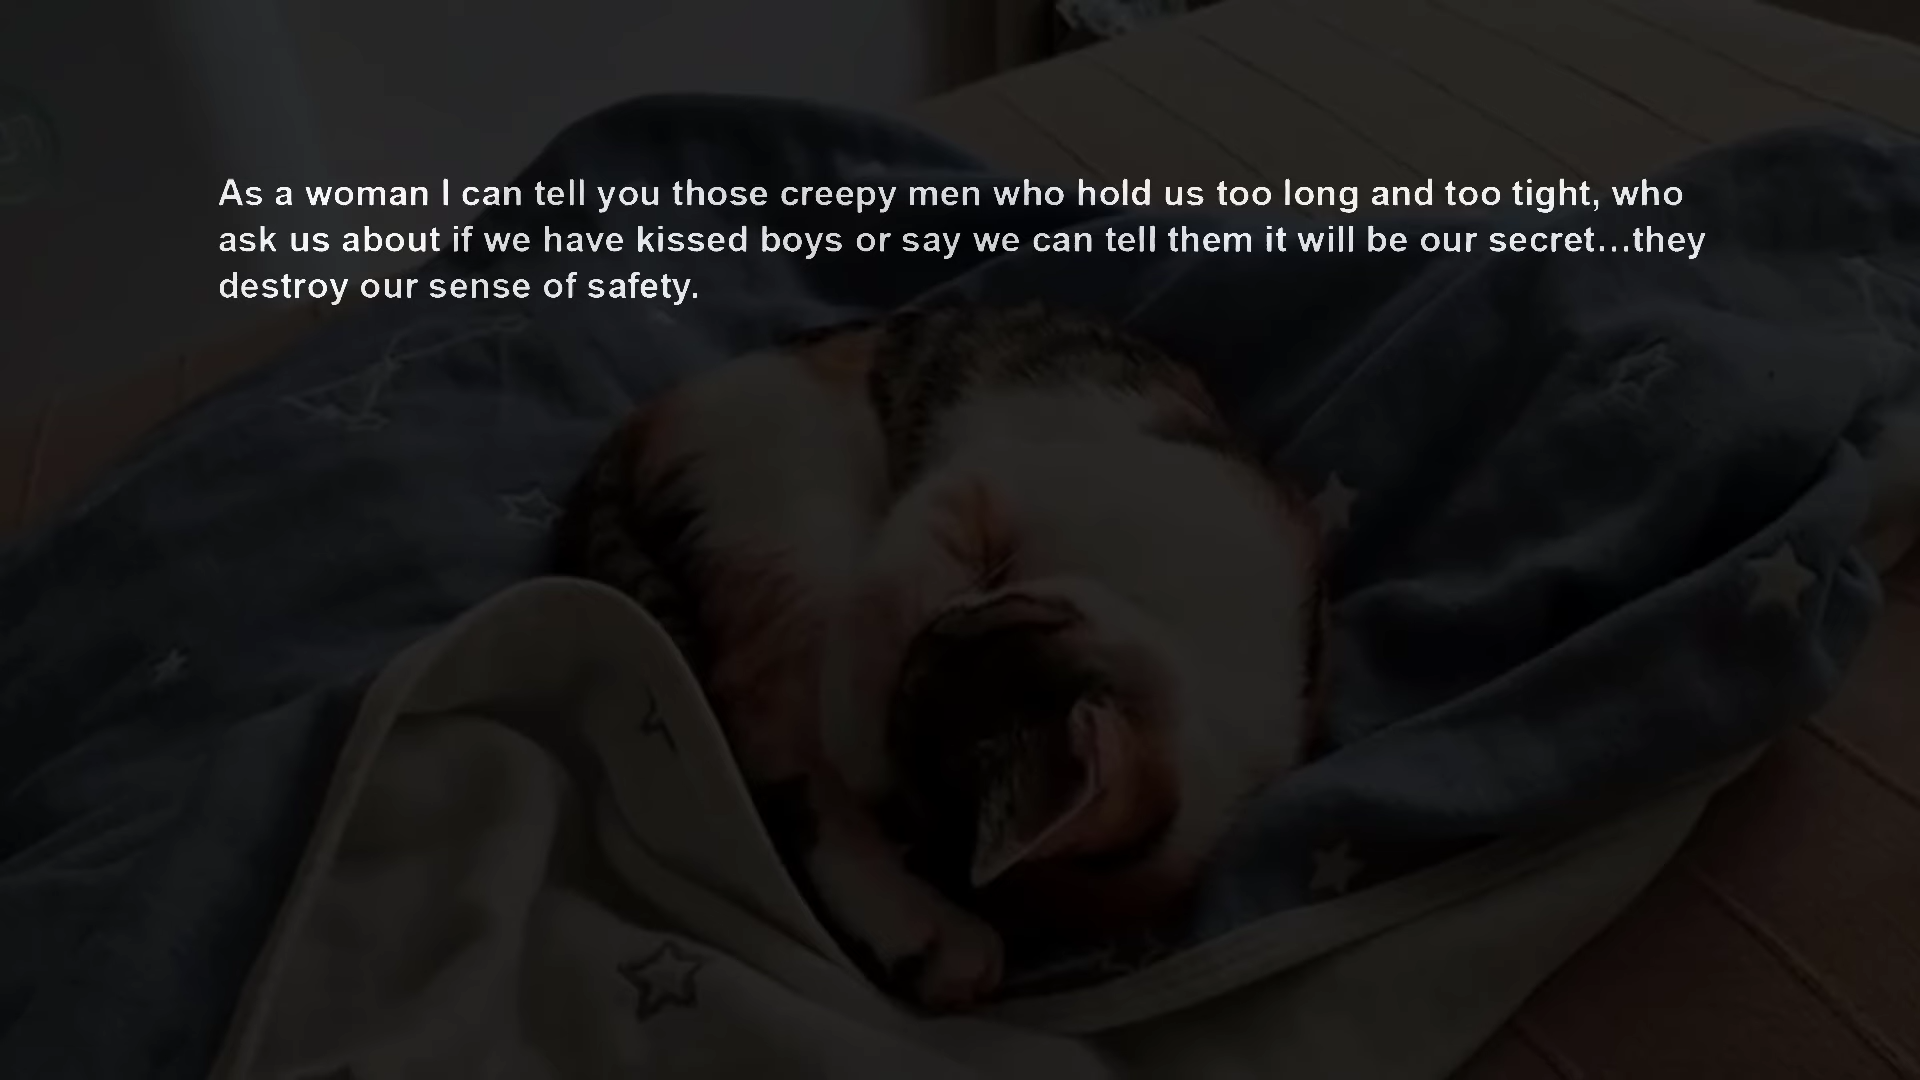 As a woman I can tell you those creepy men who hold us too long and too tight, who
ask us about if we have kissed boys or say we can tell them it will be our secret...they
destroy our sense of safety.